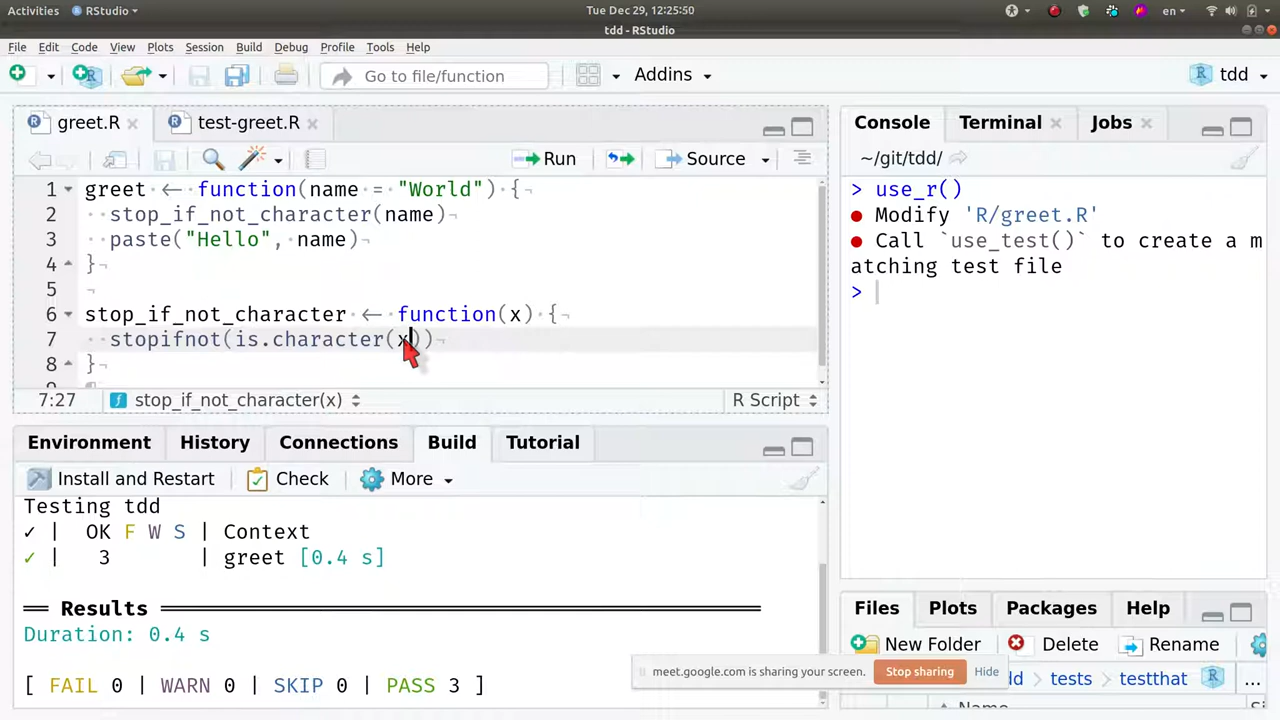 Activities RStudio Tue Dec 29, 12:25:50 en
tdd - RStudio
File Edit Code View Plots Session Build Debug Profile Tools Help
Go to file/function Addins tdd
greet.R test-greet.R
Run Source
1 greet <- function(name = "World") {
2 stop_if_not_character(name)
3 paste("Hello", name)
4 }
5
6 stop_if_not_character <- function(x) {
7 stopifnot(is.character(x))
8 }
7:27 stop_if_not_character(x) R Script
Environment History Connections Build Tutorial
Install and Restart Check More
Testing tdd
✓ | OK F W S | Context
✓ | 3 | greet [0.4 s]
══ Results ══
Duration: 0.4 s
[ FAIL 0 | WARN 0 | SKIP 0 | PASS 3 ]
Console Terminal Jobs
~/git/tdd/
> use_r()
● Modify 'R/greet.R'
● Call `use_test()` to create a m
atching test file
>
Files Plots Packages Help
New Folder Delete Rename
meet.google.com is sharing your screen. Stop sharing Hide
tests testthat ...